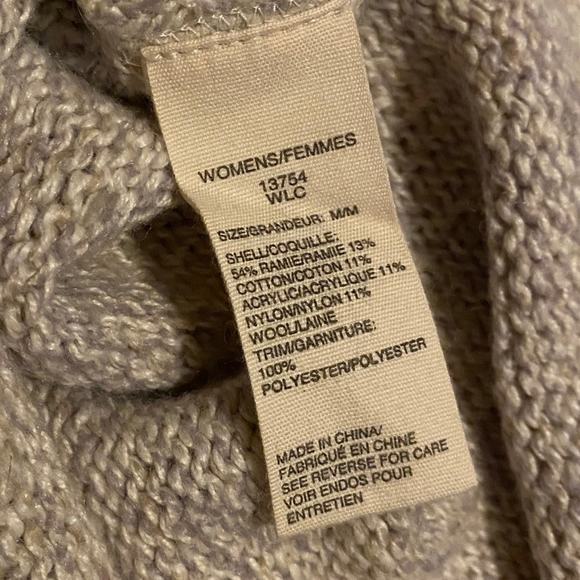 WOMENS/FEMMES
13754
WLC
SIZE/GRANDEUR: M/M
SHELL/COQUILLE:
54% RAMIE/RAMIE 13%
COTTON/COTON 11%
ACRYLIC/ACRYLIQUE 11%
NYLON/NYLON 11%
WOOL/LAINE
TRIM/GARNITURE:
100%
POLYESTER/POLYESTER
MADE IN CHINA/
FABRIQUÉ EN CHINE
SEE REVERSE FOR CARE
VOIR ENDOS POUR
ENTRETIEN